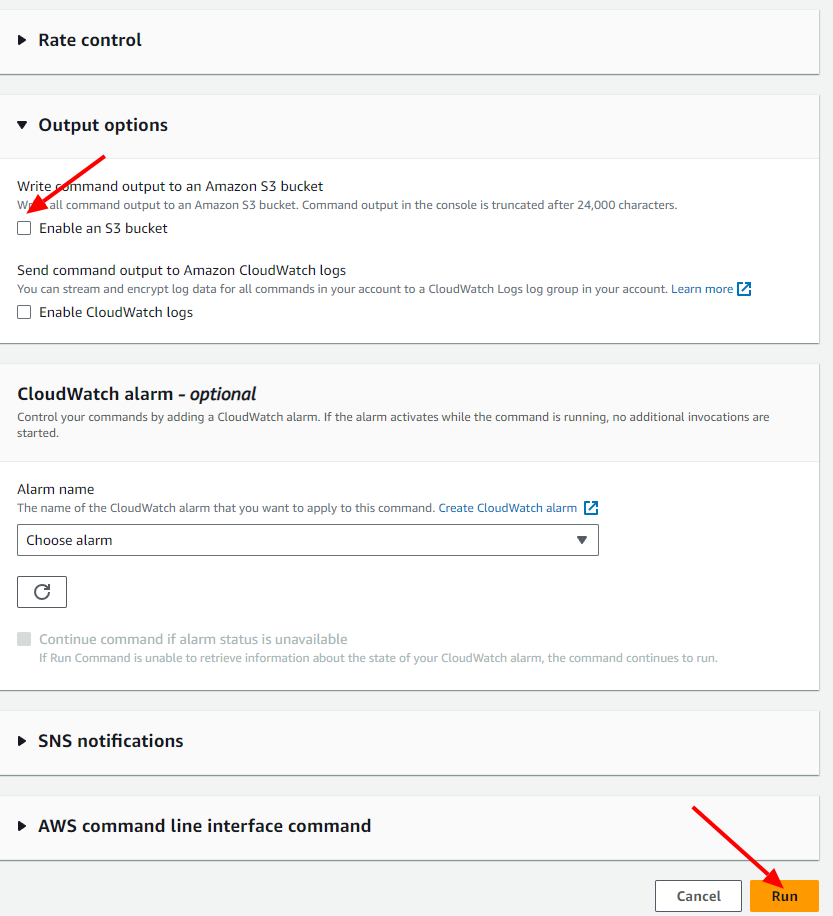 Rate control
Output options
Write command output to an Amazon S3 bucket
Write all command output to an Amazon S3 bucket. Command output in the console is truncated after 24,000 characters.
Enable an S3 bucket
Send command output to Amazon CloudWatch logs
You can stream and encrypt log data for all commands in your account to a CloudWatch Logs log group in your account. Learn more
Enable CloudWatch logs
CloudWatch alarm - optional
Control your commands by adding a CloudWatch alarm. If the alarm activates while the command is running, no additional invocations are
started.
Alarm name
The name of the CloudWatch alarm that you want to apply to this command. Create CloudWatch alarm
Choose alarm
Continue command if alarm status is unavailable
If Run Command is unable to retrieve information about the state of your CloudWatch alarm, the command continues to run.
SNS notifications
AWS command line interface command
Cancel
Run